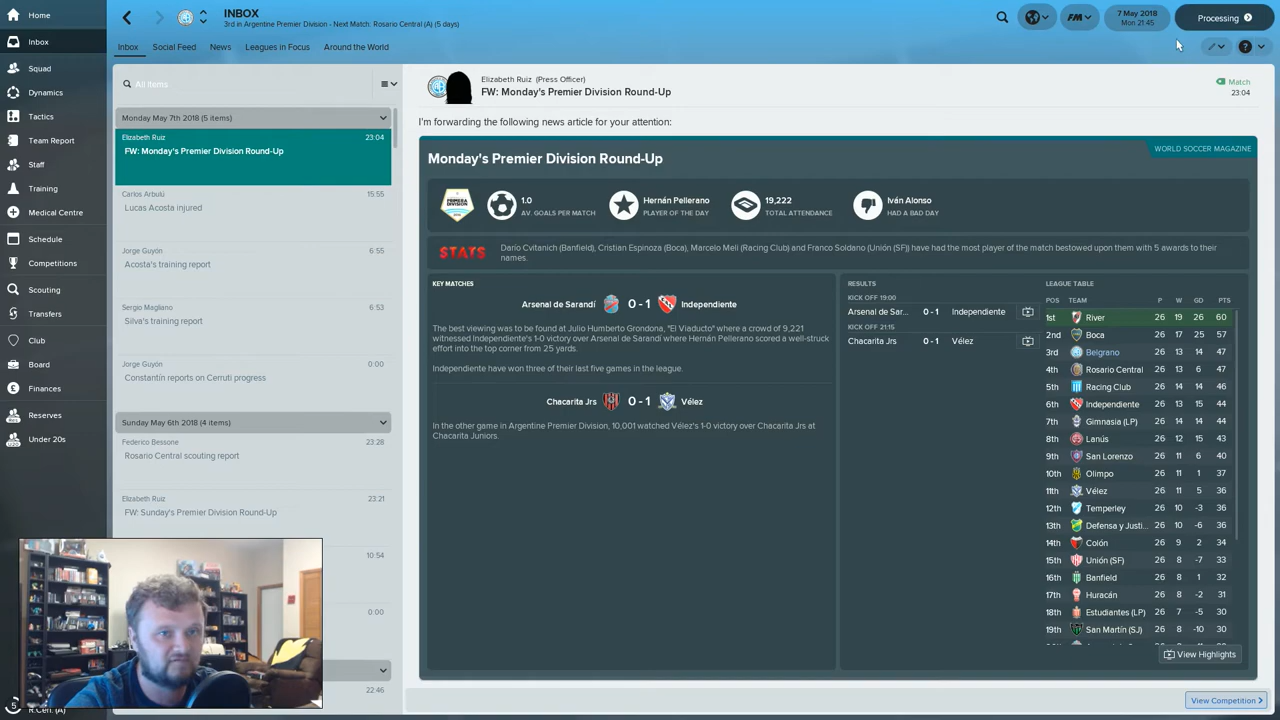 Home
Inbox
Squad
Dynamics
Tactics
Team Report
Staff
Training
Medical Centre
Schedule
Competitions
Scouting
Transfers
Club
Board
Finances
Reserves
Under 20s
5
R.Cen. (A)
INBOX
3rd in Argentine Premier Division - Next Match: Rosario Central (A) (5 days)
FM
7 May 2018
Mon 21:45
Processing
Inbox
Social Feed
News
Leagues in Focus
Around the World
?
All Items
Monday May 7th 2018 (5 items)
Elizabeth Ruiz 23:04
FW: Monday's Premier Division Round-Up
Carlos Arbulú 15:55
Lucas Acosta injured
Jorge Guyón 6:55
Acosta's training report
Sergio Magliano 6:53
Silva's training report
Jorge Guyón 0:00
Constantín reports on Cerruti progress
Sunday May 6th 2018 (4 items)
Federico Bessone 23:28
Rosario Central scouting report
Elizabeth Ruiz 23:21
FW: Sunday's Premier Division Round-Up
10:54
0:00
22:46
Elizabeth Ruiz (Press Officer)
FW: Monday's Premier Division Round-Up
Match
23:04
I'm forwarding the following news article for your attention:
Monday's Premier Division Round-Up
WORLD SOCCER MAGAZINE
1.0
AV. GOALS PER MATCH
Hernán Pellerano
PLAYER OF THE DAY
19,222
TOTAL ATTENDANCE
Iván Alonso
HAD A BAD DAY
STATS
Darío Cvitanich (Banfield), Cristian Espinoza (Boca), Marcelo Meli (Racing Club) and Franco Soldano (Unión (SF)) have had the most player of the match bestowed upon them with 5 awards to their
names.
KEY MATCHES
Arsenal de Sarandí 0 - 1 Independiente
The best viewing was to be found at Julio Humberto Grondona, "El Viaducto" where a crowd of 9,221
witnessed Independiente's 1-0 victory over Arsenal de Sarandí where Hernán Pellerano scored a well-struck
effort into the top corner from 25 yards.
Independiente have won three of their last five games in the league.
Chacarita Jrs 0 - 1 Vélez
In the other game in Argentine Premier Division, 10,001 watched Vélez's 1-0 victory over Chacarita Jrs at
Chacarita Juniors.
RESULTS
KICK OFF 19:00
Arsenal de Sar... 0 - 1 Independiente
KICK OFF 21:15
Chacarita Jrs 0 - 1 Vélez
LEAGUE TABLE
POS TEAM P W GD PTS
1st River 26 19 26 60
2nd Boca 26 17 25 57
3rd Belgrano 26 13 14 47
4th Rosario Central 26 13 6 47
5th Racing Club 26 14 14 46
6th Independiente 26 13 15 44
7th Gimnasia (LP) 26 14 14 44
8th Lanús 26 12 15 43
9th San Lorenzo 26 11 6 40
10th Olimpo 26 11 1 37
11th Vélez 26 11 5 36
12th Temperley 26 10 -3 36
13th Defensa y Justi... 26 10 -6 36
14th Colón 26 9 2 34
15th Unión (SF) 26 8 -7 33
16th Banfield 26 8 1 32
17th Huracán 26 8 -2 31
18th Estudiantes (LP) 26 7 -5 30
19th San Martín (SJ) 26 8 -10 30
View Highlights
View Competition